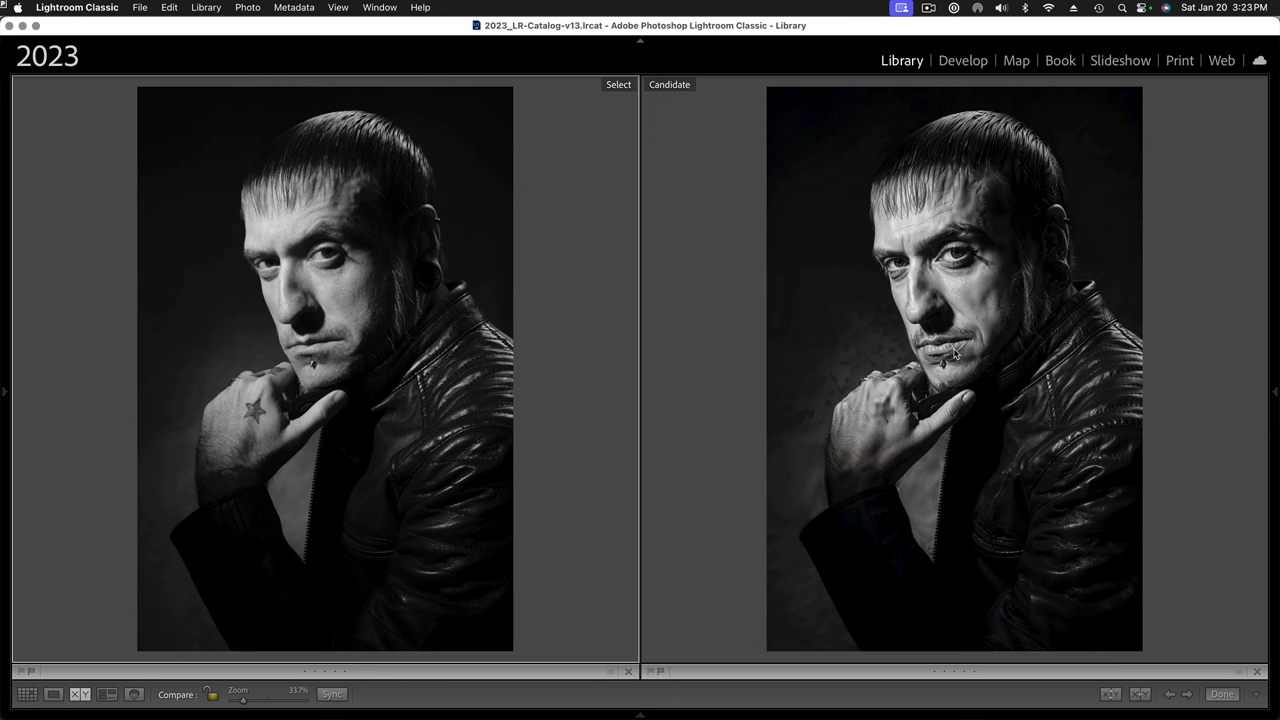 Lightroom Classic File Edit Library Photo Metadata View Window Help Sat Jan 20 3:23 PM
2023_LR-Catalog-v13.lrcat - Adobe Photoshop Lightroom Classic - Library
2023 Library | Develop | Map | Book | Slideshow | Print | Web
Select Candidate
Compare : Zoom 33.7% Sync X Y Done